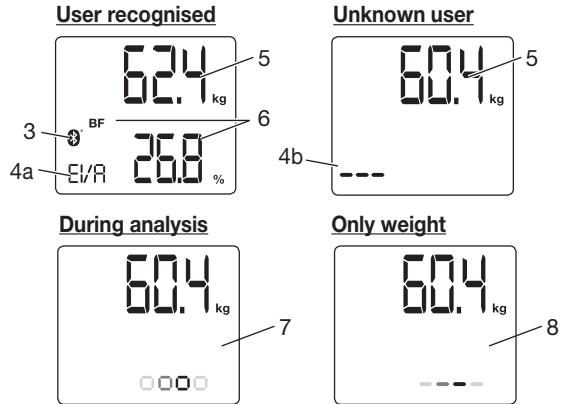 User recognised
62.4 kg
5
BF
6
3
4a
EVA
26.8 %
Unknown user
60.4 kg
5
4b
---
During analysis
60.4 kg
7
Only weight
60.4 kg
8
----